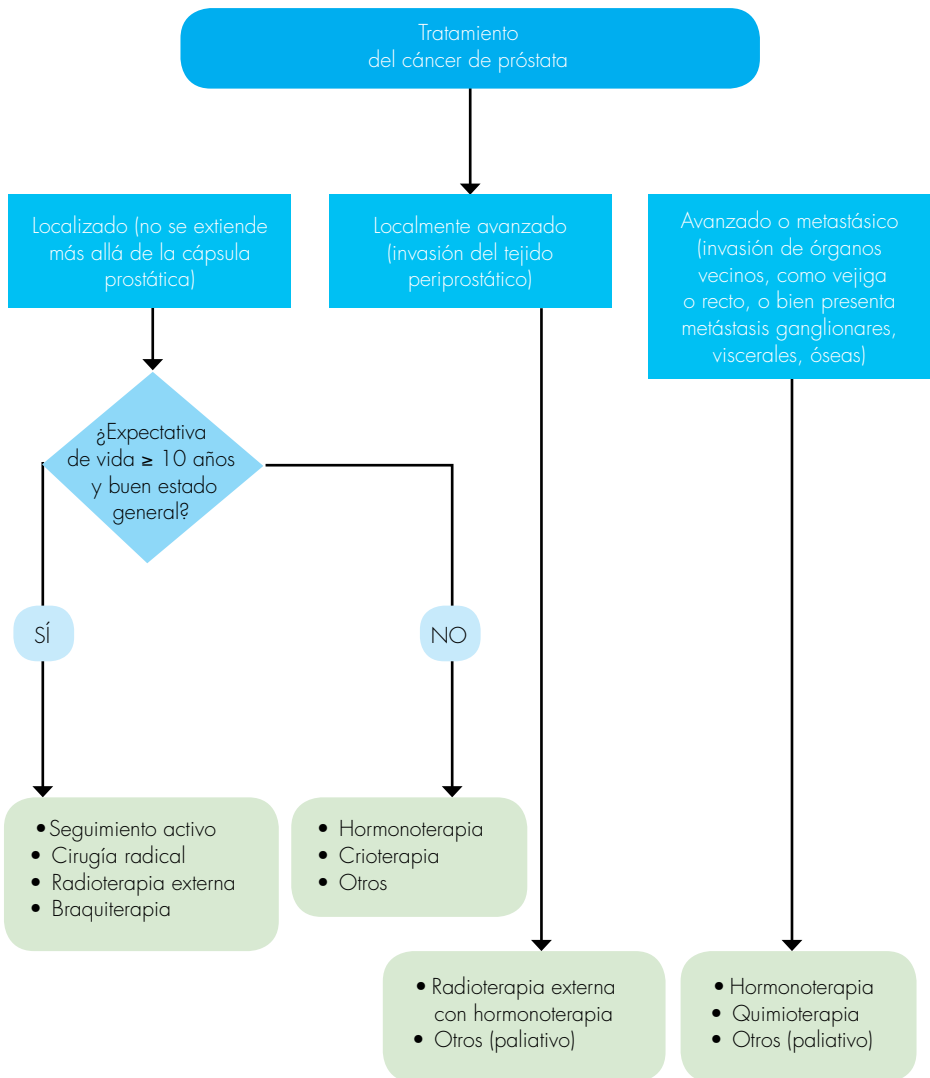 Tratamiento
del cáncer de próstata
Localizado (no se extiende
más allá de la cápsula
prostática)
Localmente avanzado
(invasión del tejido
periprostático)
Avanzado o metastásico
(invasión de órganos
vecinos, como vejiga
o recto, o bien presenta
metástasis ganglionares,
viscerales, óseas)
¿Expectativa
de vida ≥ 10 años
y buen estado
general?
SÍ
NO
• Seguimiento activo
• Cirugía radical
• Radioterapia externa
• Braquiterapia
• Hormonoterapia
• Crioterapia
• Otros
• Radioterapia externa
con hormonoterapia
• Otros (paliativo)
• Hormonoterapia
• Quimioterapia
• Otros (paliativo)